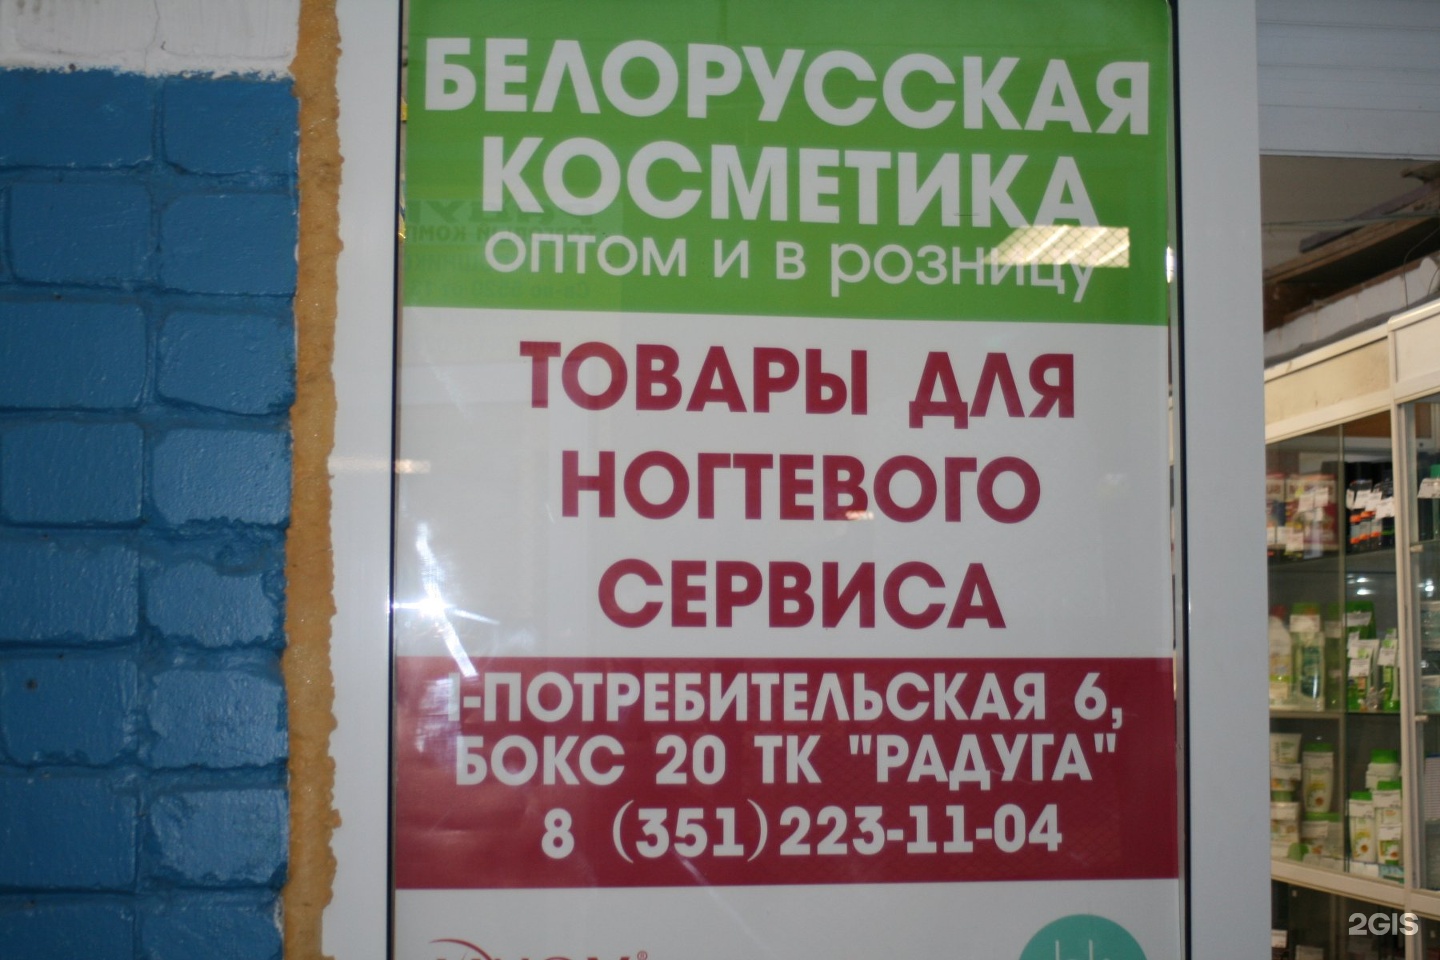 БЕЛОРУССКАЯ
КОСМЕТИКА
ОПТОМ И В РОЗНИЦУ
ТОВАРЫ ДЛЯ
НОГТЕВОГО
СЕРВИСА
I-ПОТРЕБИТЕЛЬСКАЯ 6,
БОКС 20 ТК "РАДУГА"
8 (351)223-11-04
2GIS